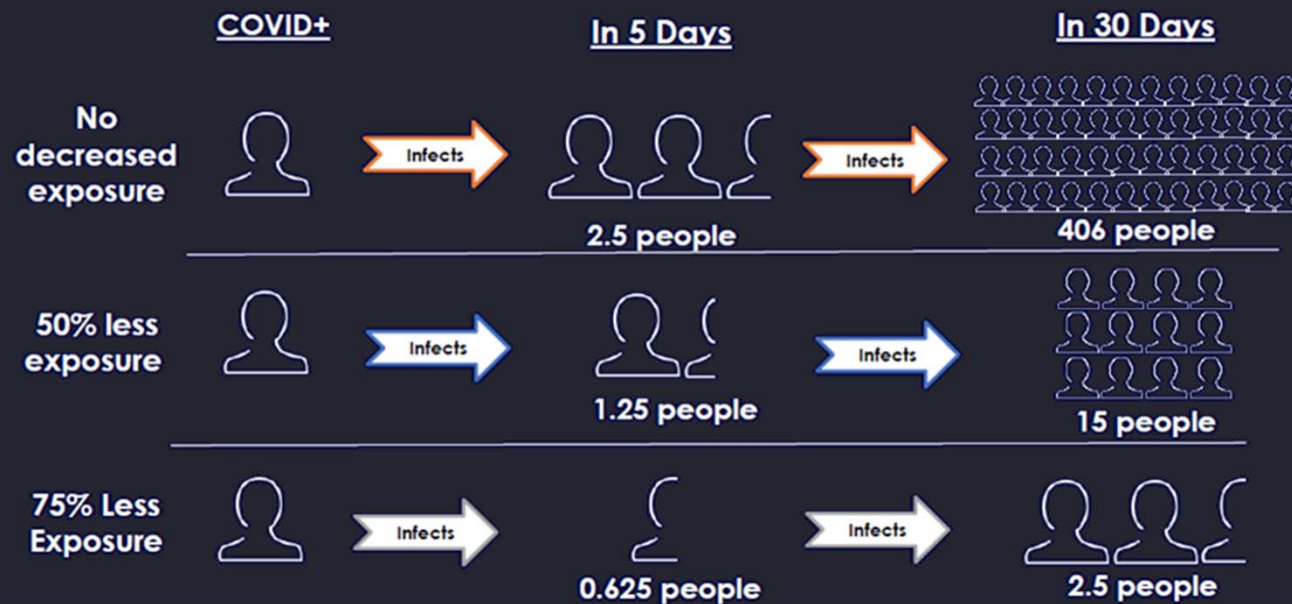 COVID+
In 5 Days
In 30 Days
No
decreased
exposure
Infects
2.5 people
Infects
406 people
50% less
exposure
Infects
1.25 people
Infects
15 people
75% Less
Exposure
Infects
0.625 people
Infects
2.5 people